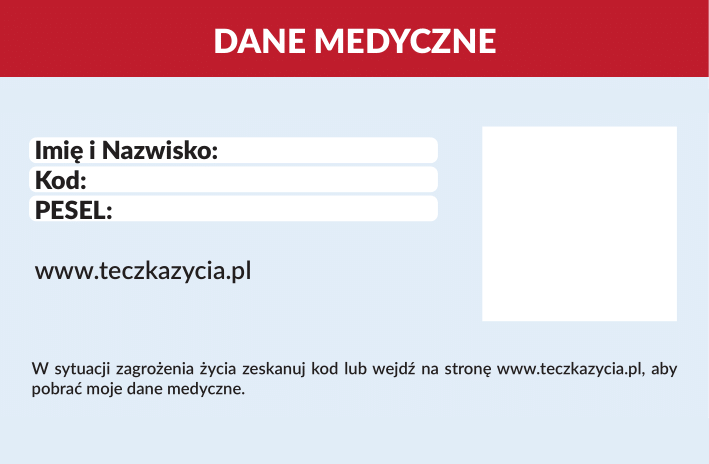 DANE MEDYCZNE
Imię i Nazwisko:
Kod:
PESEL:
www.teczkazycia.pl
W sytuacji zagrożenia życia zeskanuj kod lub wejdź na stronę www.teczkazycia.pl, aby
pobrać moje dane medyczne.